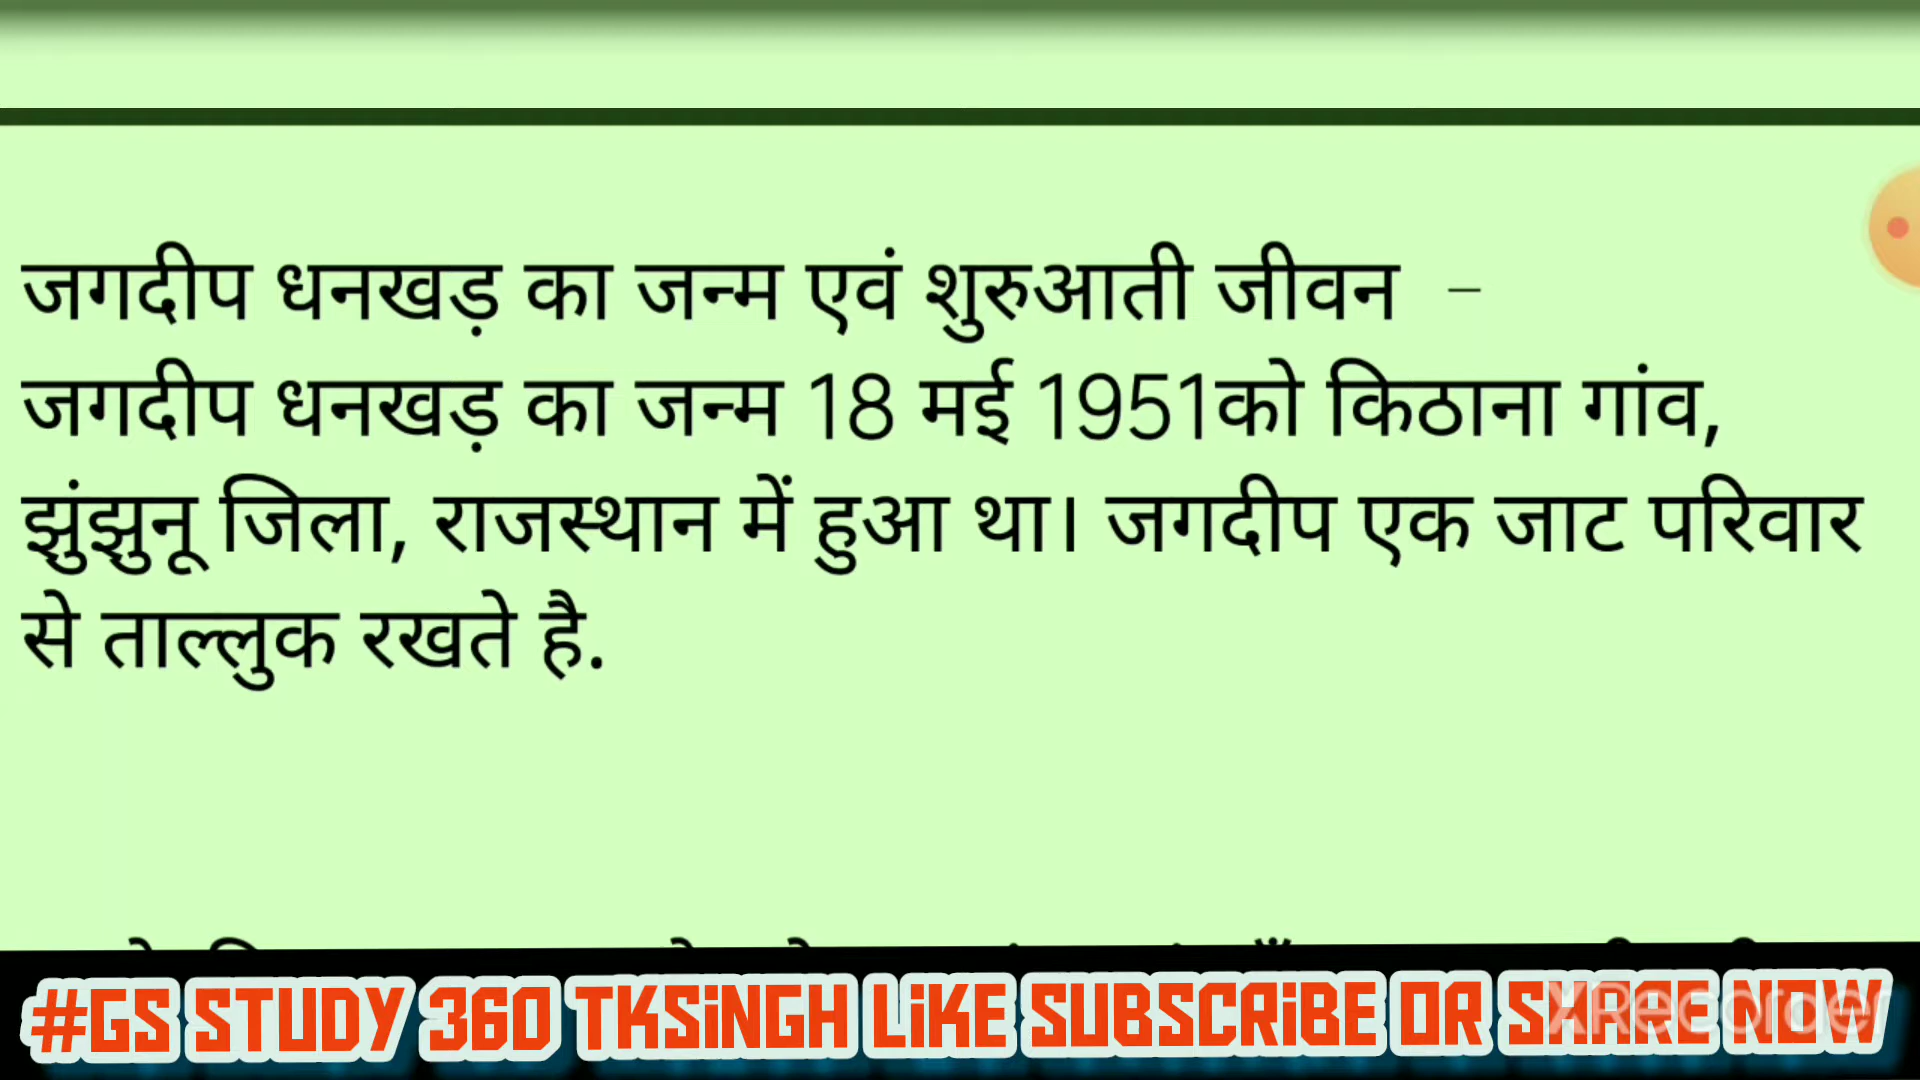 जगदीप धनखड़ का जन्म एवं शुरुआती जीवन –
जगदीप धनखड़ का जन्म 18 मई 1951को किठाना गांव,
झुंझुनू जिला, राजस्थान में हुआ था। जगदीप एक जाट परिवार
से ताल्लुक रखते है.
#GS STUDY 360 TKSiNGH LiKE SUBSCRiBE OR SHARE NOW
XRecorder